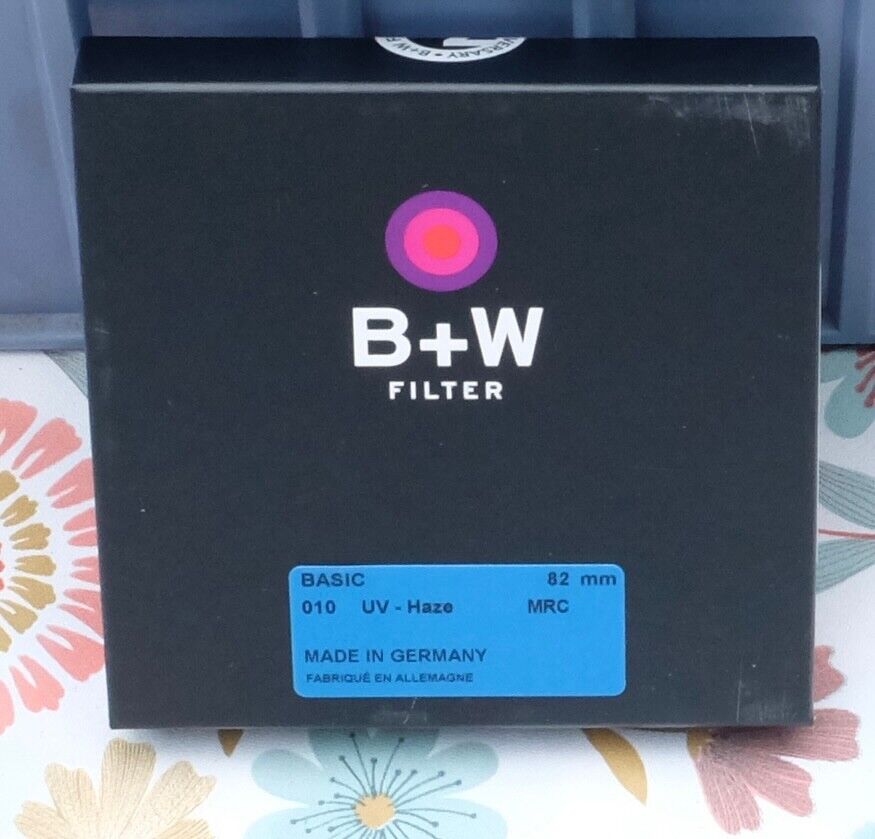 B+W
FILTER
BASIC 82 mm
010 UV - Haze MRC
MADE IN GERMANY
FABRIQUÉ EN ALLEMAGNE